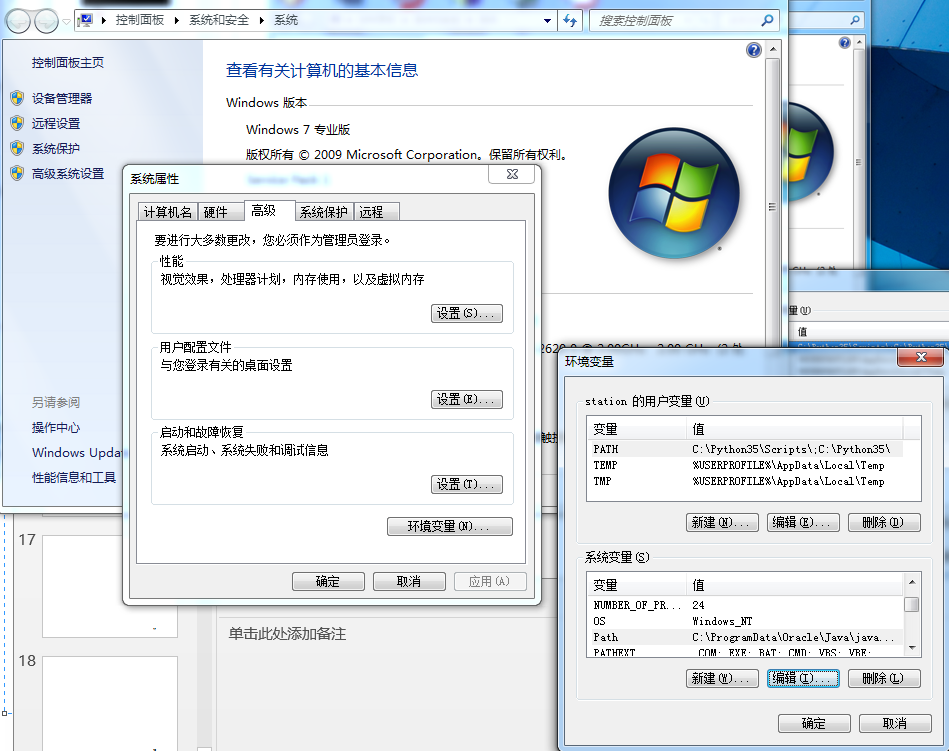 控制面板 ▸ 系统和安全 ▸ 系统
搜索控制面板
控制面板主页
设备管理器
远程设置
系统保护
高级系统设置
另请参阅
操作中心
Windows Upda
性能信息和工具
查看有关计算机的基本信息
Windows 版本
Windows 7 专业版
版权所有 © 2009 Microsoft Corporation。保留所有权利。
系统属性
计算机名
硬件
高级
系统保护
远程
要进行大多数更改，您必须作为管理员登录。
性能
视觉效果，处理器计划，内存使用，以及虚拟内存
设置(S)...
用户配置文件
与您登录有关的桌面设置
设置(E)...
启动和故障恢复
系统启动、系统失败和调试信息
设置(T)...
环境变量(N)...
确定
取消
应用(A)
量(U)
值
环境变量
station 的用户变量(U)
变量 值
PATH C:\Python35\Scripts\;C:\Python35\
TEMP %USERPROFILE%\AppData\Local\Temp
TMP %USERPROFILE%\AppData\Local\Temp
新建(N)...
编辑(E)...
删除(D)
系统变量(S)
变量 值
NUMBER_OF_PR... 24
OS Windows_NT
Path C:\ProgramData\Oracle\Java\java...
PATHEXT .COM;.EXE;.BAT;.CMD;.VBS;.VBE;
新建(W)...
编辑(I)...
删除(L)
确定
取消
17
18
单击此处添加备注